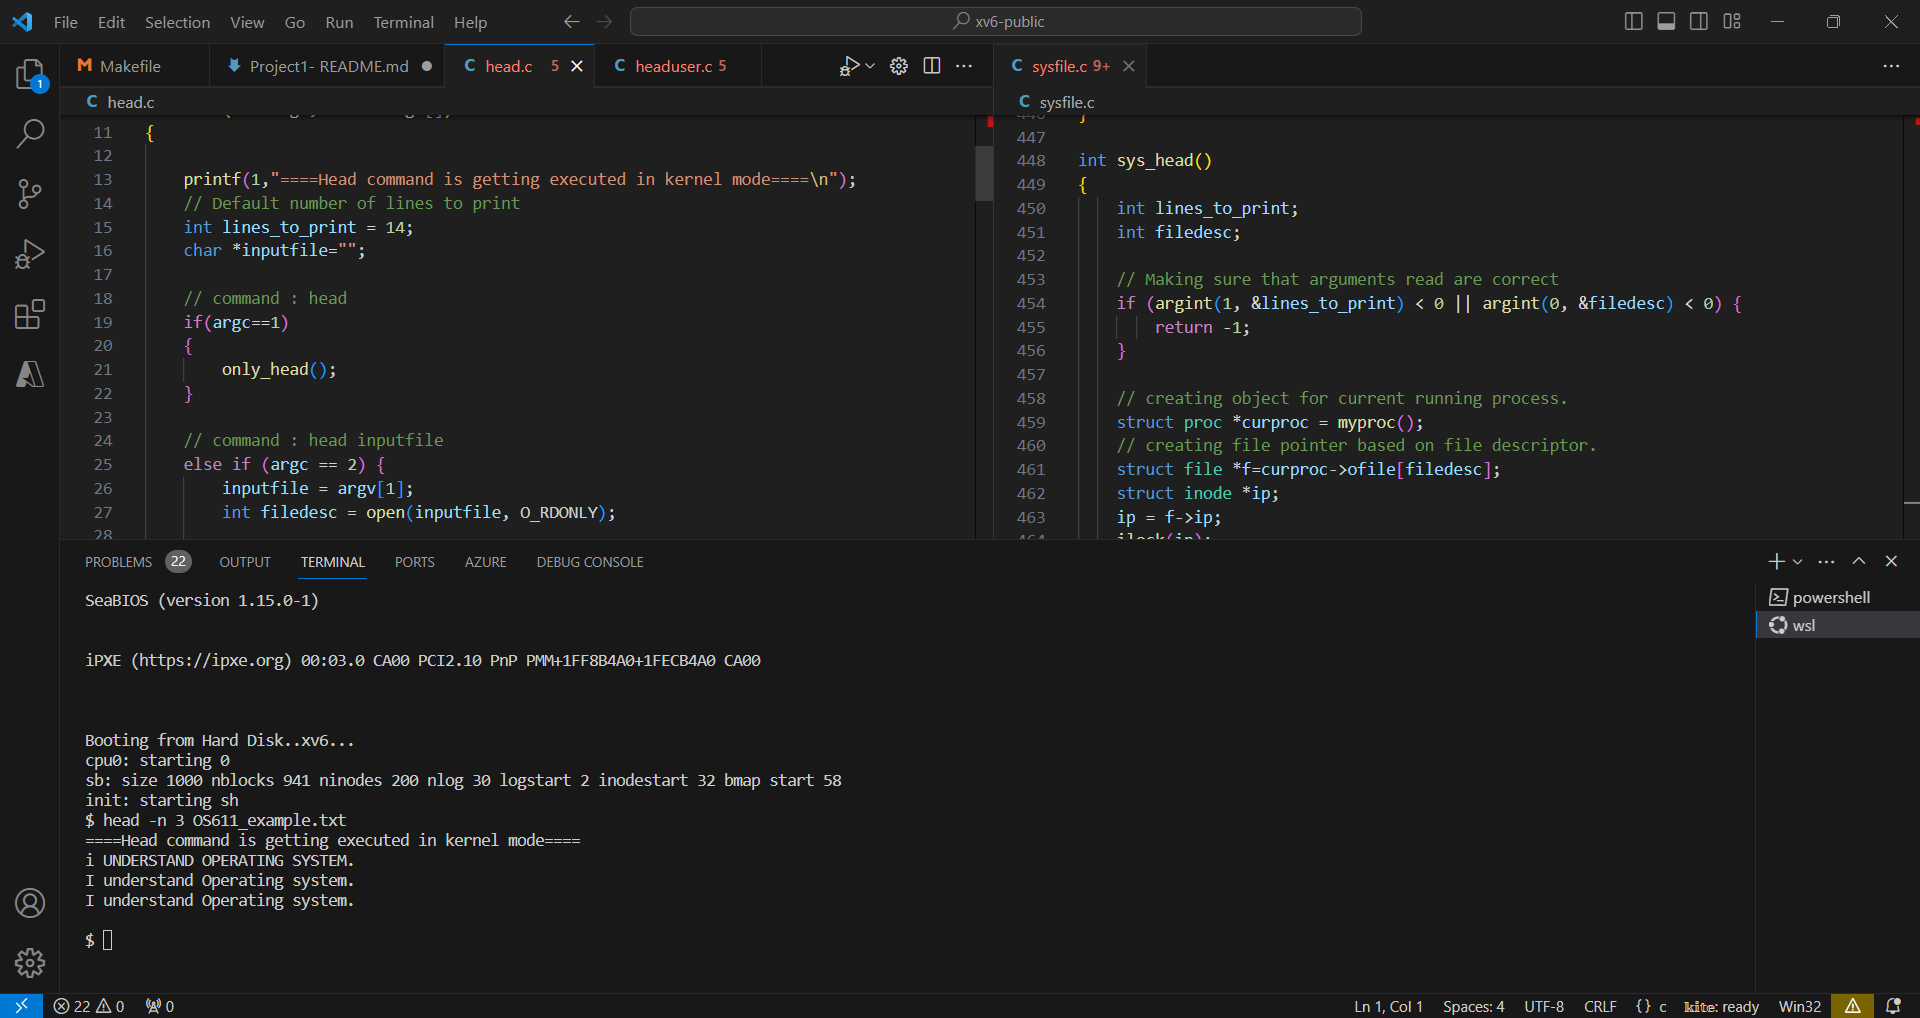 File Edit Selection View Go Run Terminal Help
xv6-public
1
M Makefile
Project1- README.md
C head.c 5
C headuser.c 5
C sysfile.c 9+
C head.c
11 {
12
13 printf(1,"====Head command is getting executed in kernel mode====\n");
14 // Default number of lines to print
15 int lines_to_print = 14;
16 char *inputfile="";
17
18 // command : head
19 if(argc==1)
20 {
21 only_head();
22 }
23
24 // command : head inputfile
25 else if (argc == 2) {
26 inputfile = argv[1];
27 int filedesc = open(inputfile, O_RDONLY);
28
C sysfile.c
446 }
447
448 int sys_head()
449 {
450 int lines_to_print;
451 int filedesc;
452
453 // Making sure that arguments read are correct
454 if (argint(1, &lines_to_print) < 0 || argint(0, &filedesc) < 0) {
455 return -1;
456 }
457
458 // creating object for current running process.
459 struct proc *curproc = myproc();
460 // creating file pointer based on file descriptor.
461 struct file *f=curproc->ofile[filedesc];
462 struct inode *ip;
463 ip = f->ip;
464 ilock(ip);
PROBLEMS 22 OUTPUT TERMINAL PORTS AZURE DEBUG CONSOLE
SeaBIOS (version 1.15.0-1)
iPXE (https://ipxe.org) 00:03.0 CA00 PCI2.10 PnP PMM+1FF8B4A0+1FECB4A0 CA00
Booting from Hard Disk..xv6...
cpu0: starting 0
sb: size 1000 nblocks 941 ninodes 200 nlog 30 logstart 2 inodestart 32 bmap start 58
init: starting sh
$ head -n 3 OS611_example.txt
====Head command is getting executed in kernel mode====
i UNDERSTAND OPERATING SYSTEM.
I understand Operating system.
I understand Operating system.
$
powershell
wsl
22 0 0
Ln 1, Col 1 Spaces: 4 UTF-8 CRLF {} C kite: ready Win32